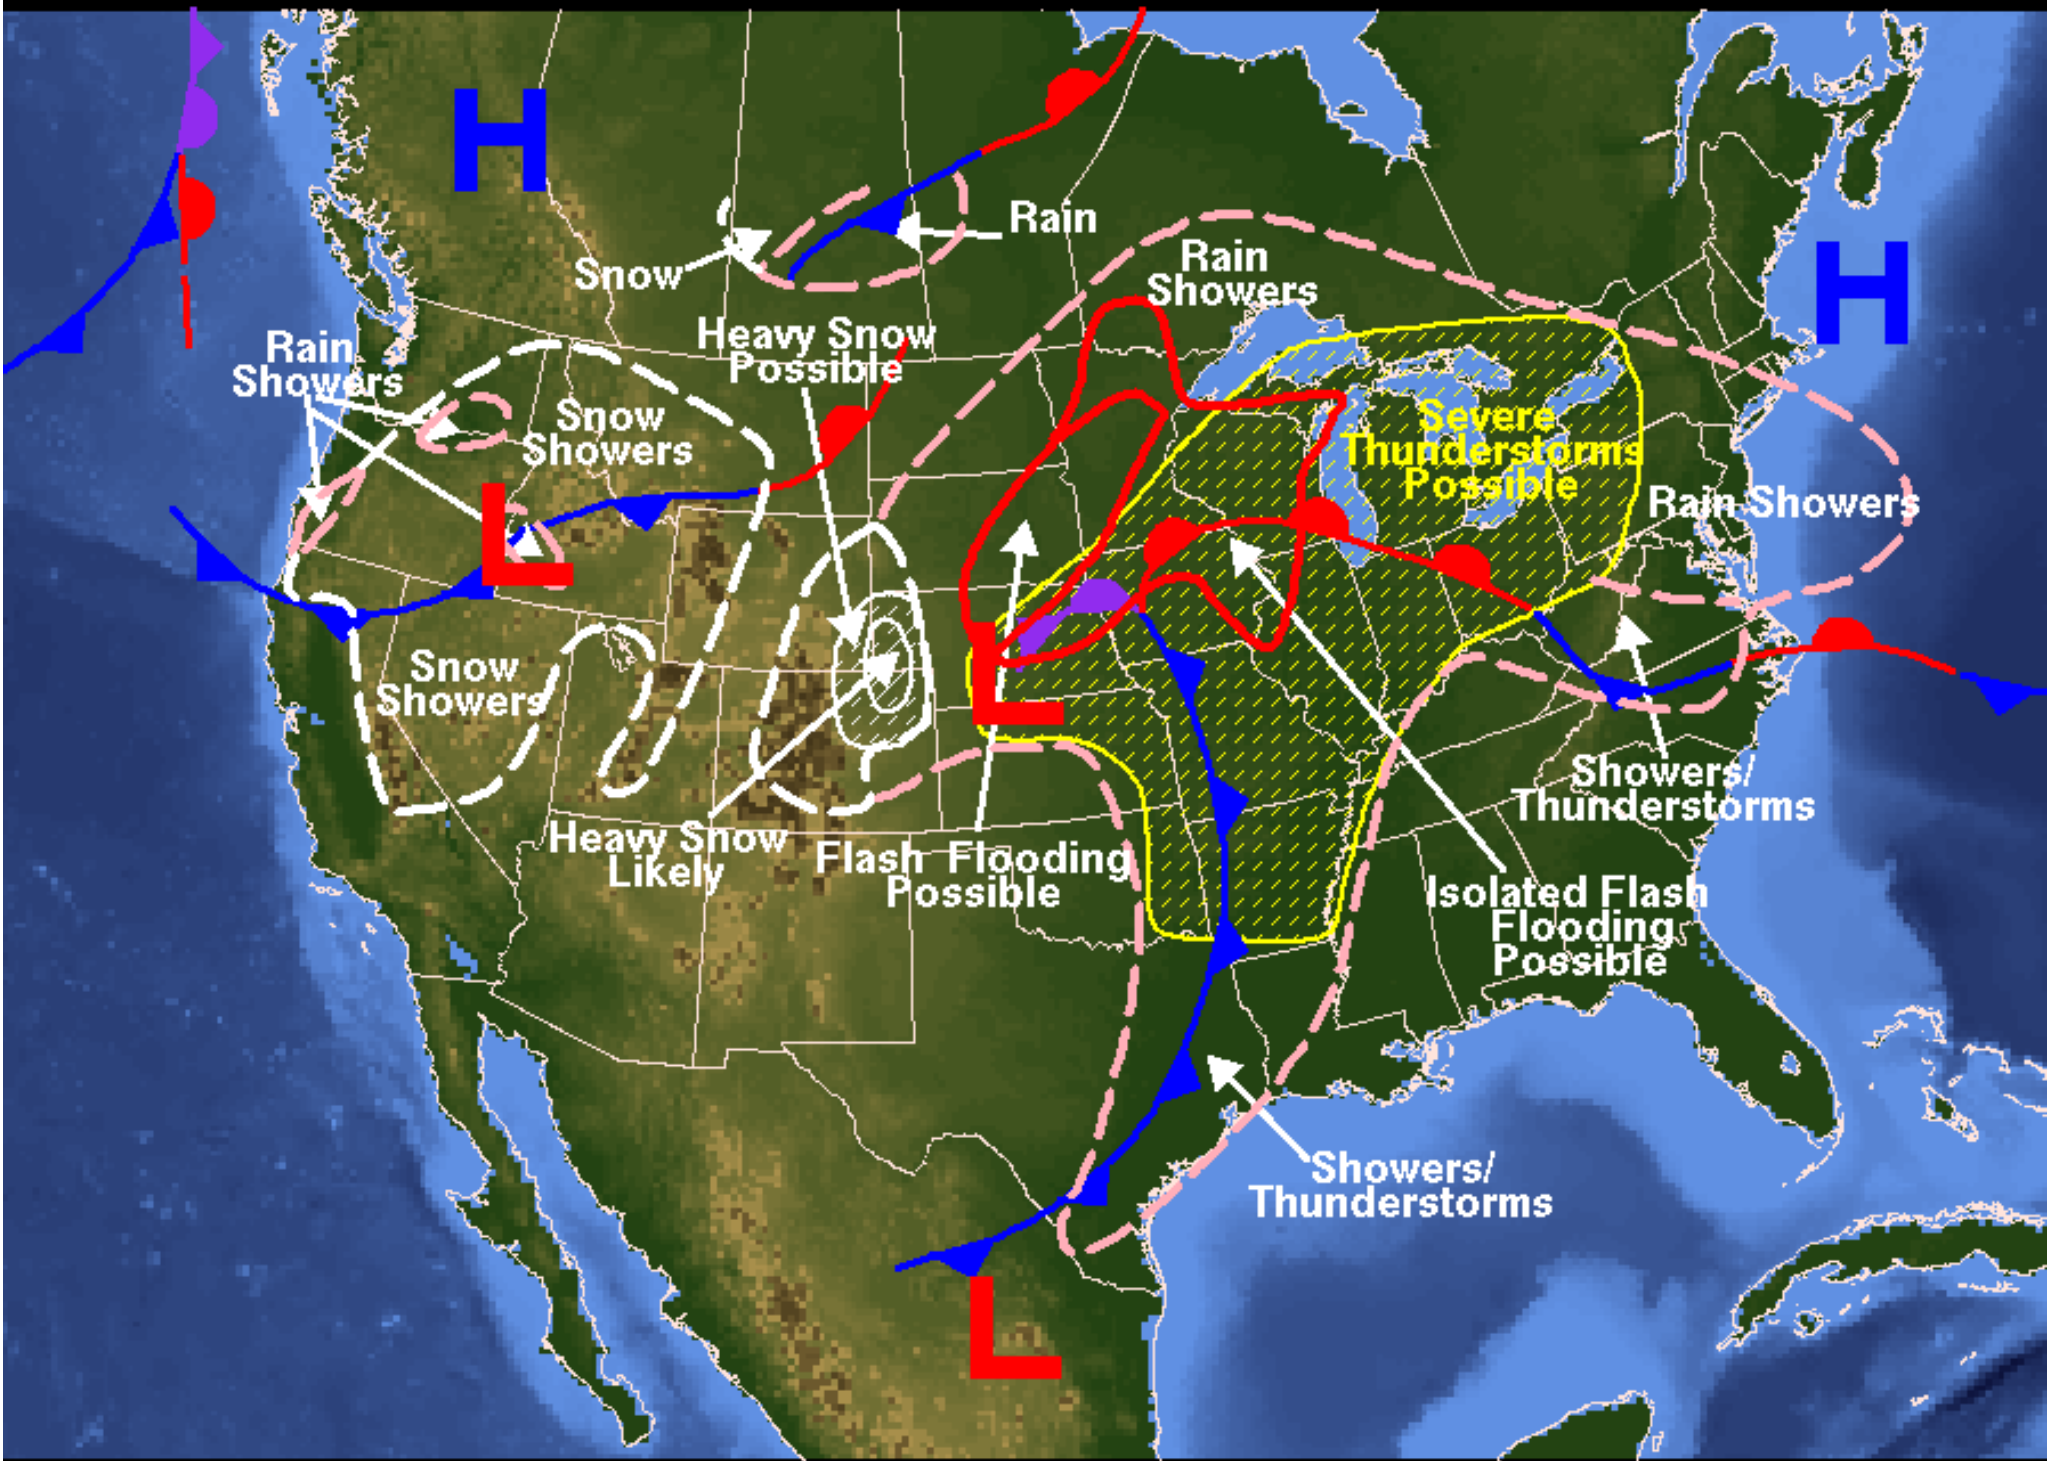 H
Rain
Snow
H
Rain
Showers
Heavy Snow
Possible
Rain
Showers
Snow
Showers
Severe
Thunderstorms
Possible
Rain Showers
L
Snow
Showers
L
Showers/
Thunderstorms
Heavy Snow
Likely
Flash Flooding
Possible
Isolated Flash
Flooding
Possible
Showers/
Thunderstorms
L